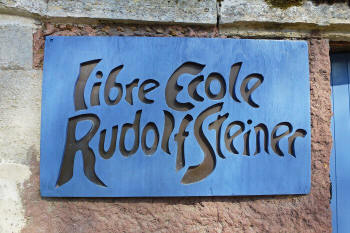 libre Ecole
Rudolf Steiner